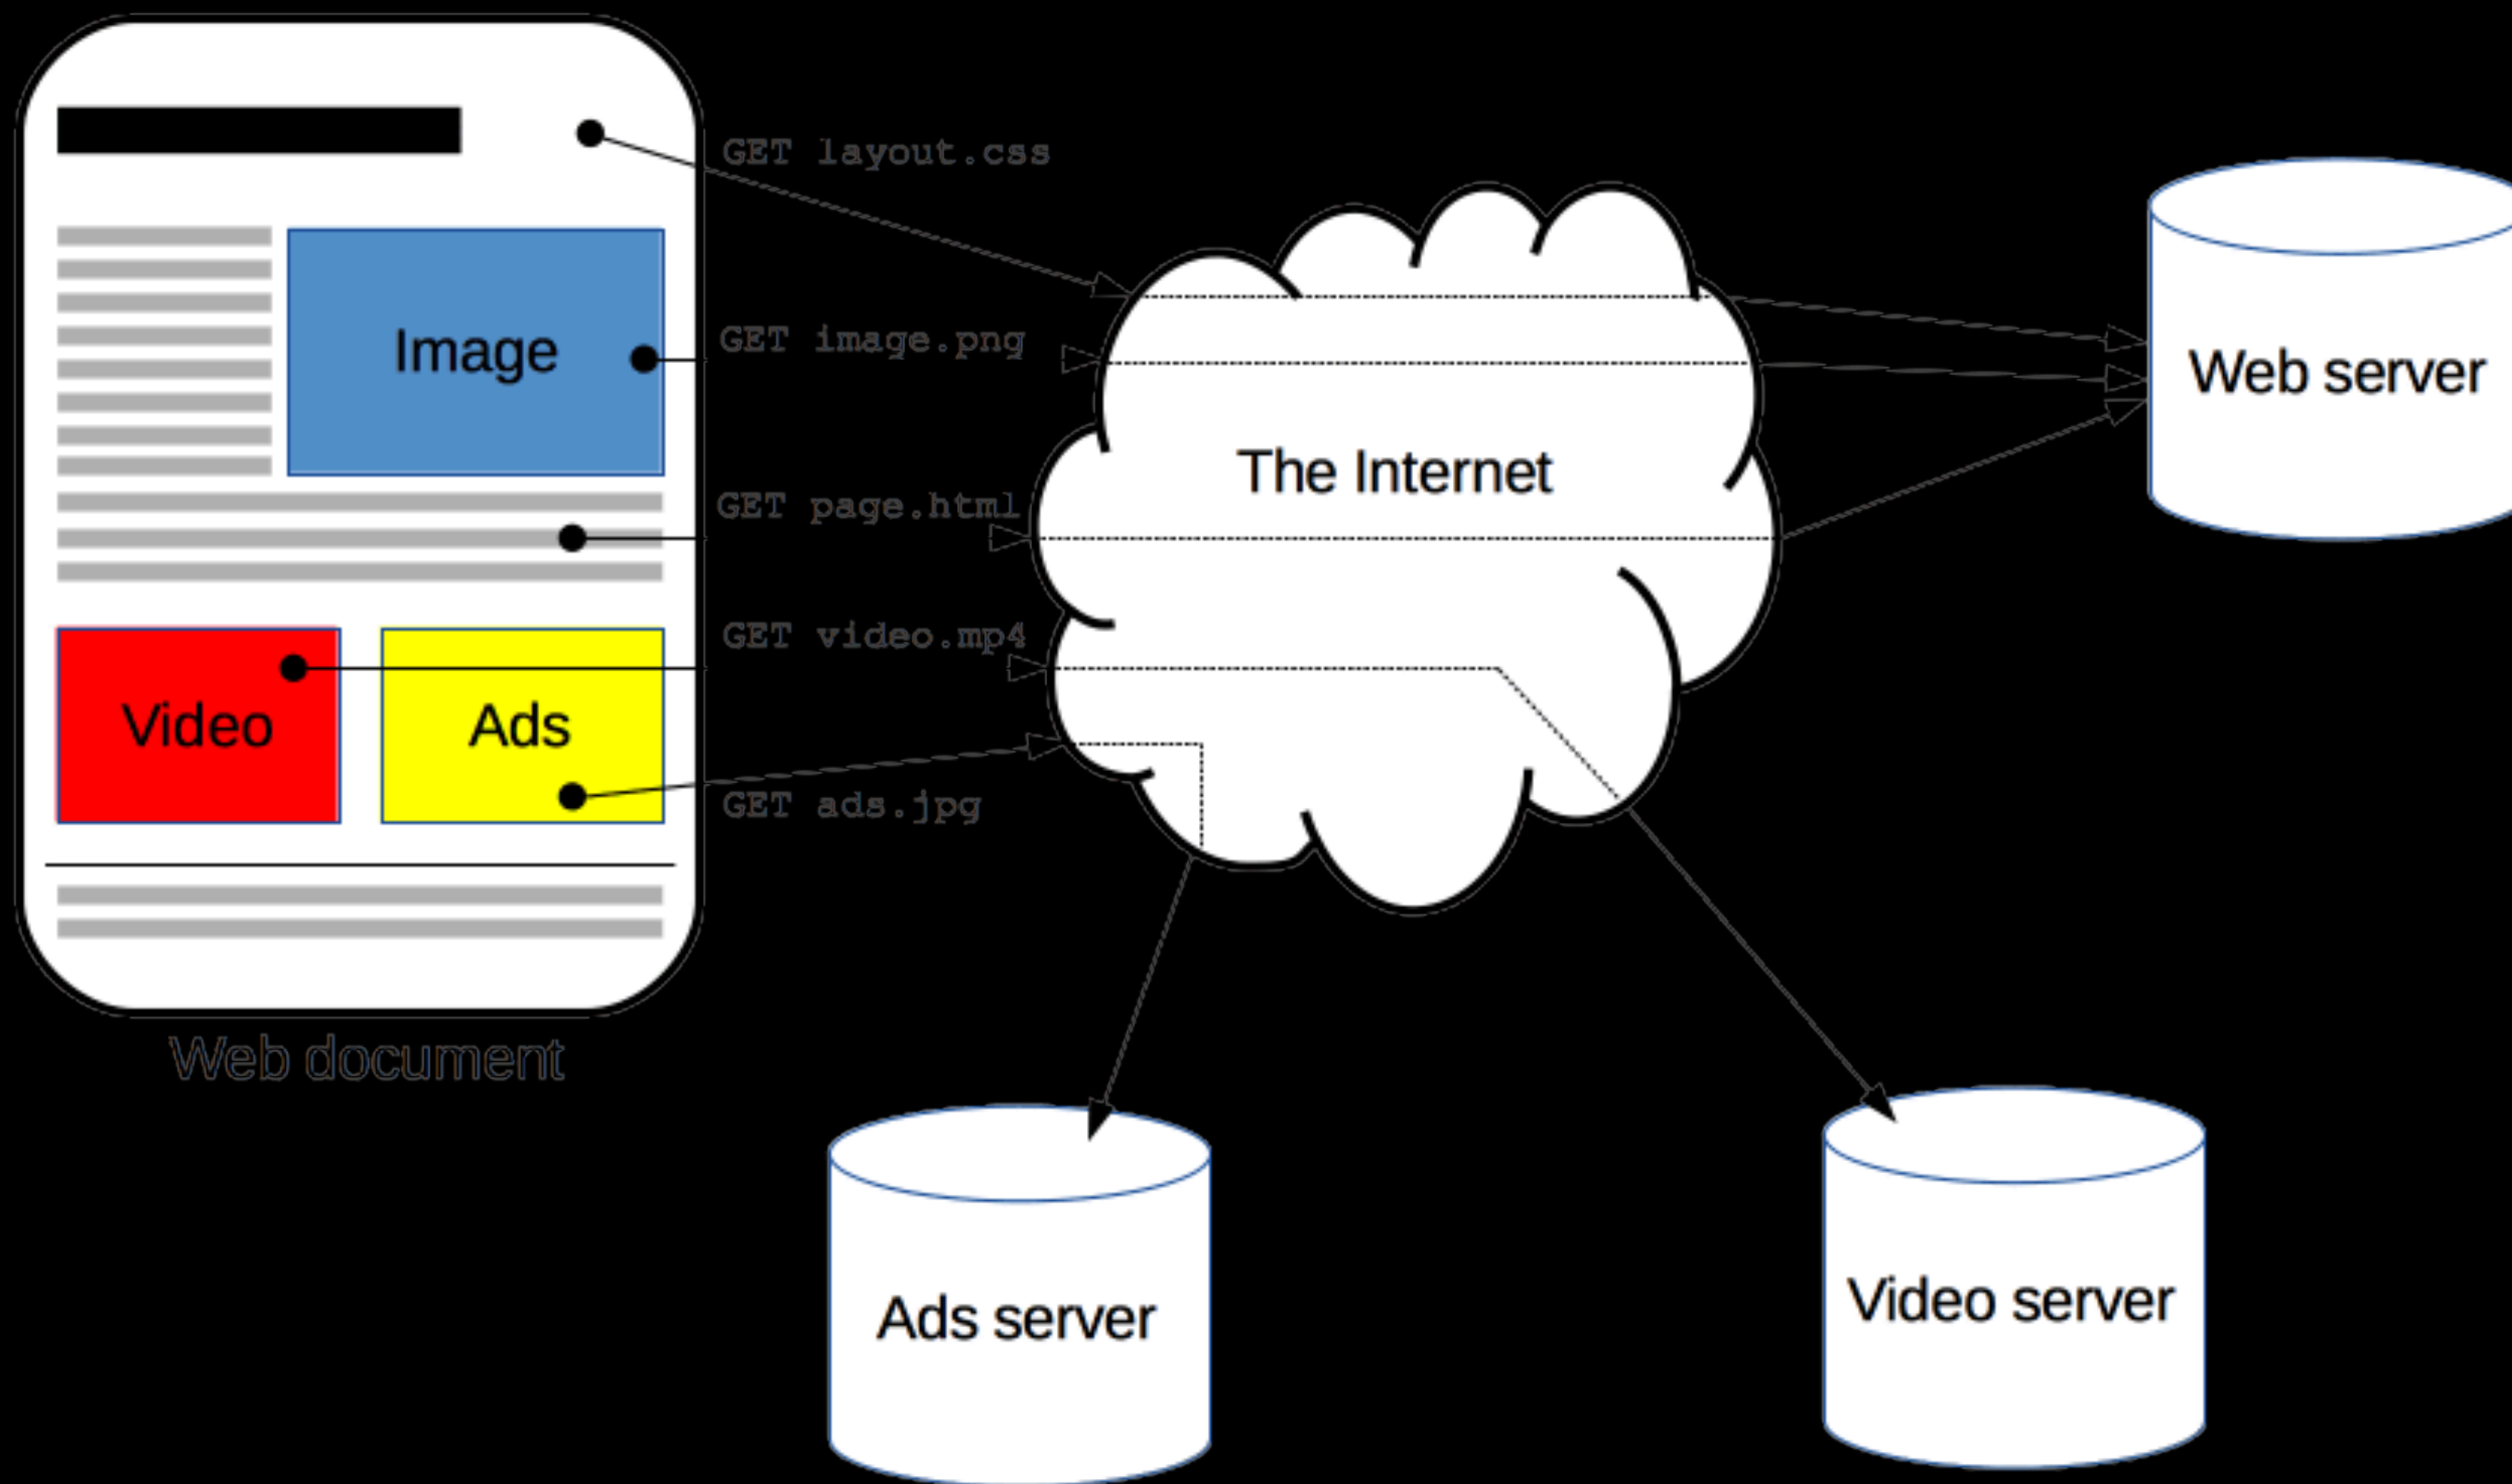 GET layout.css
Image
GET image.png
The Internet
Web server
GET page.html
GET video.mp4
Video
Ads
GET ads.jpg
Web document
Ads server
Video server